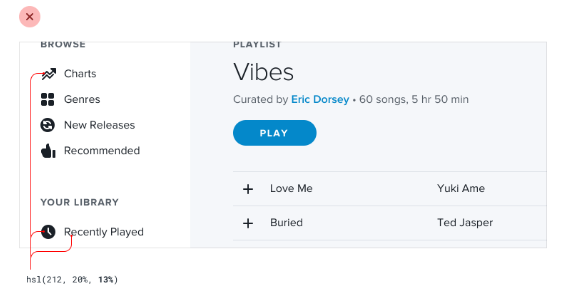 BROWSE
Charts
Genres
New Releases
Recommended
YOUR LIBRARY
Recently Played
PLAYLIST
Vibes
Curated by Eric Dorsey • 60 songs, 5 hr 50 min
PLAY
Love Me Yuki Ame
Buried Ted Jasper
hsl(212, 20%, 13%)